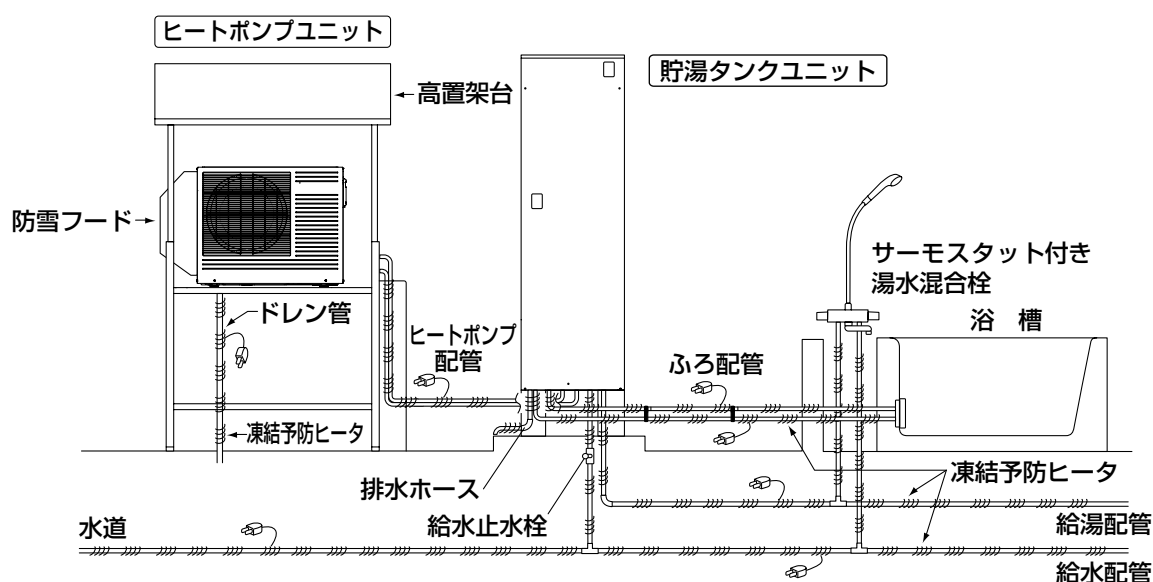 ヒートポンプユニット
貯湯タンクユニット
高置架台
防雪フード
サーモスタット付き
湯水混合栓
浴 槽
ドレン管
ヒートポンプ
配管
ふろ配管
凍結予防ヒータ
排水ホース
給水止水栓
凍結予防ヒータ
水道
給湯配管
給水配管